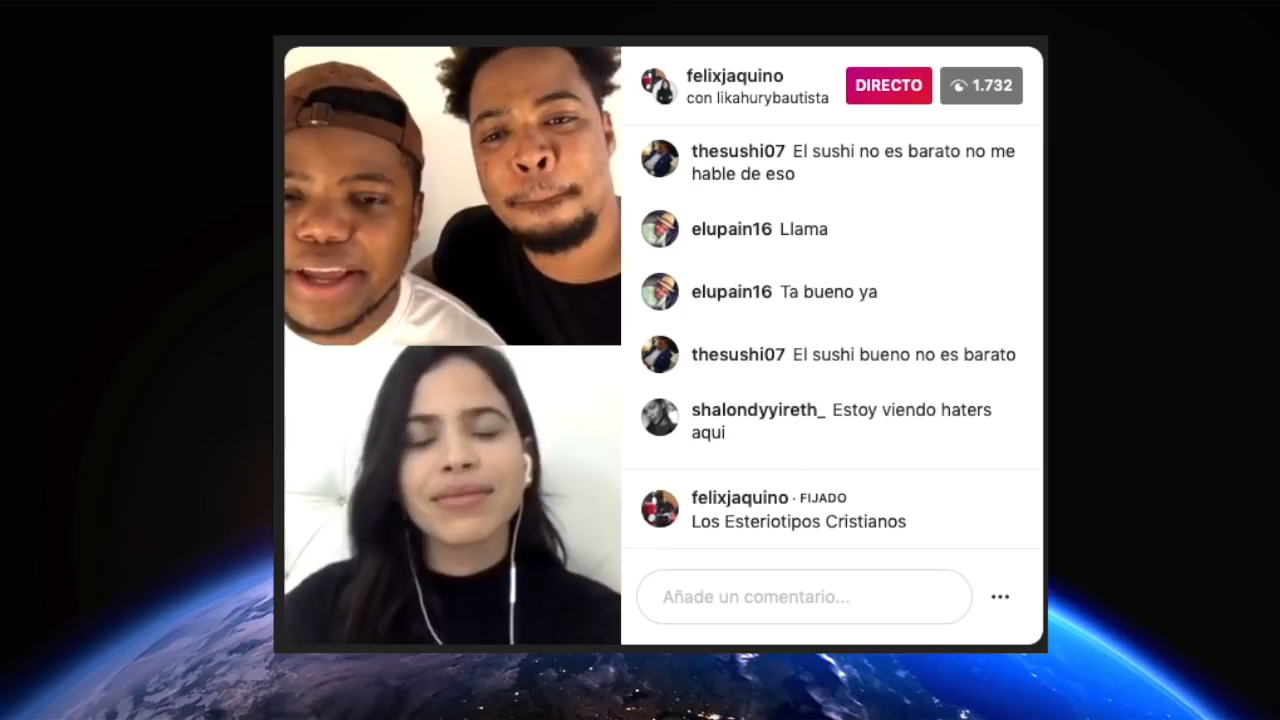 felixjaquino
con likahurybautista
DIRECTO
1.732
thesushi07 El sushi no es barato no me
hable de eso
elupain16 Llama
elupain16 Ta bueno ya
thesushi07 El sushi bueno no es barato
shalondyyireth_ Estoy viendo haters
aqui
felixjaquino · FIJADO
Los Esteriotipos Cristianos
Añade un comentario...